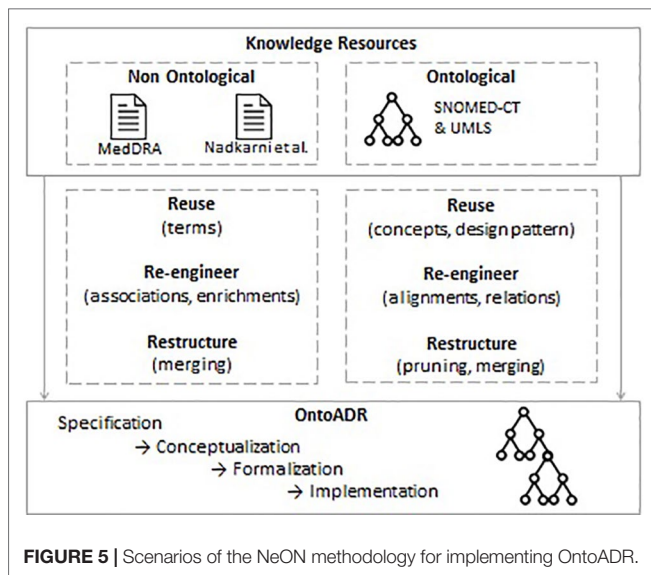 Knowledge Resources
Non Ontological
MedDRA
Nadkarni et al.
Ontological
SNOMED-CT
& UMLS
Reuse
(terms)
Re-engineer
(associations, enrichments)
Restructure
(merging)
Reuse
(concepts, design pattern)
Re-engineer
(alignments, relations)
Restructure
(pruning, merging)
OntoADR
Specification
→ Conceptualization
→ Formalization
→ Implementation
FIGURE 5 | Scenarios of the NeON methodology for implementing OntoADR.